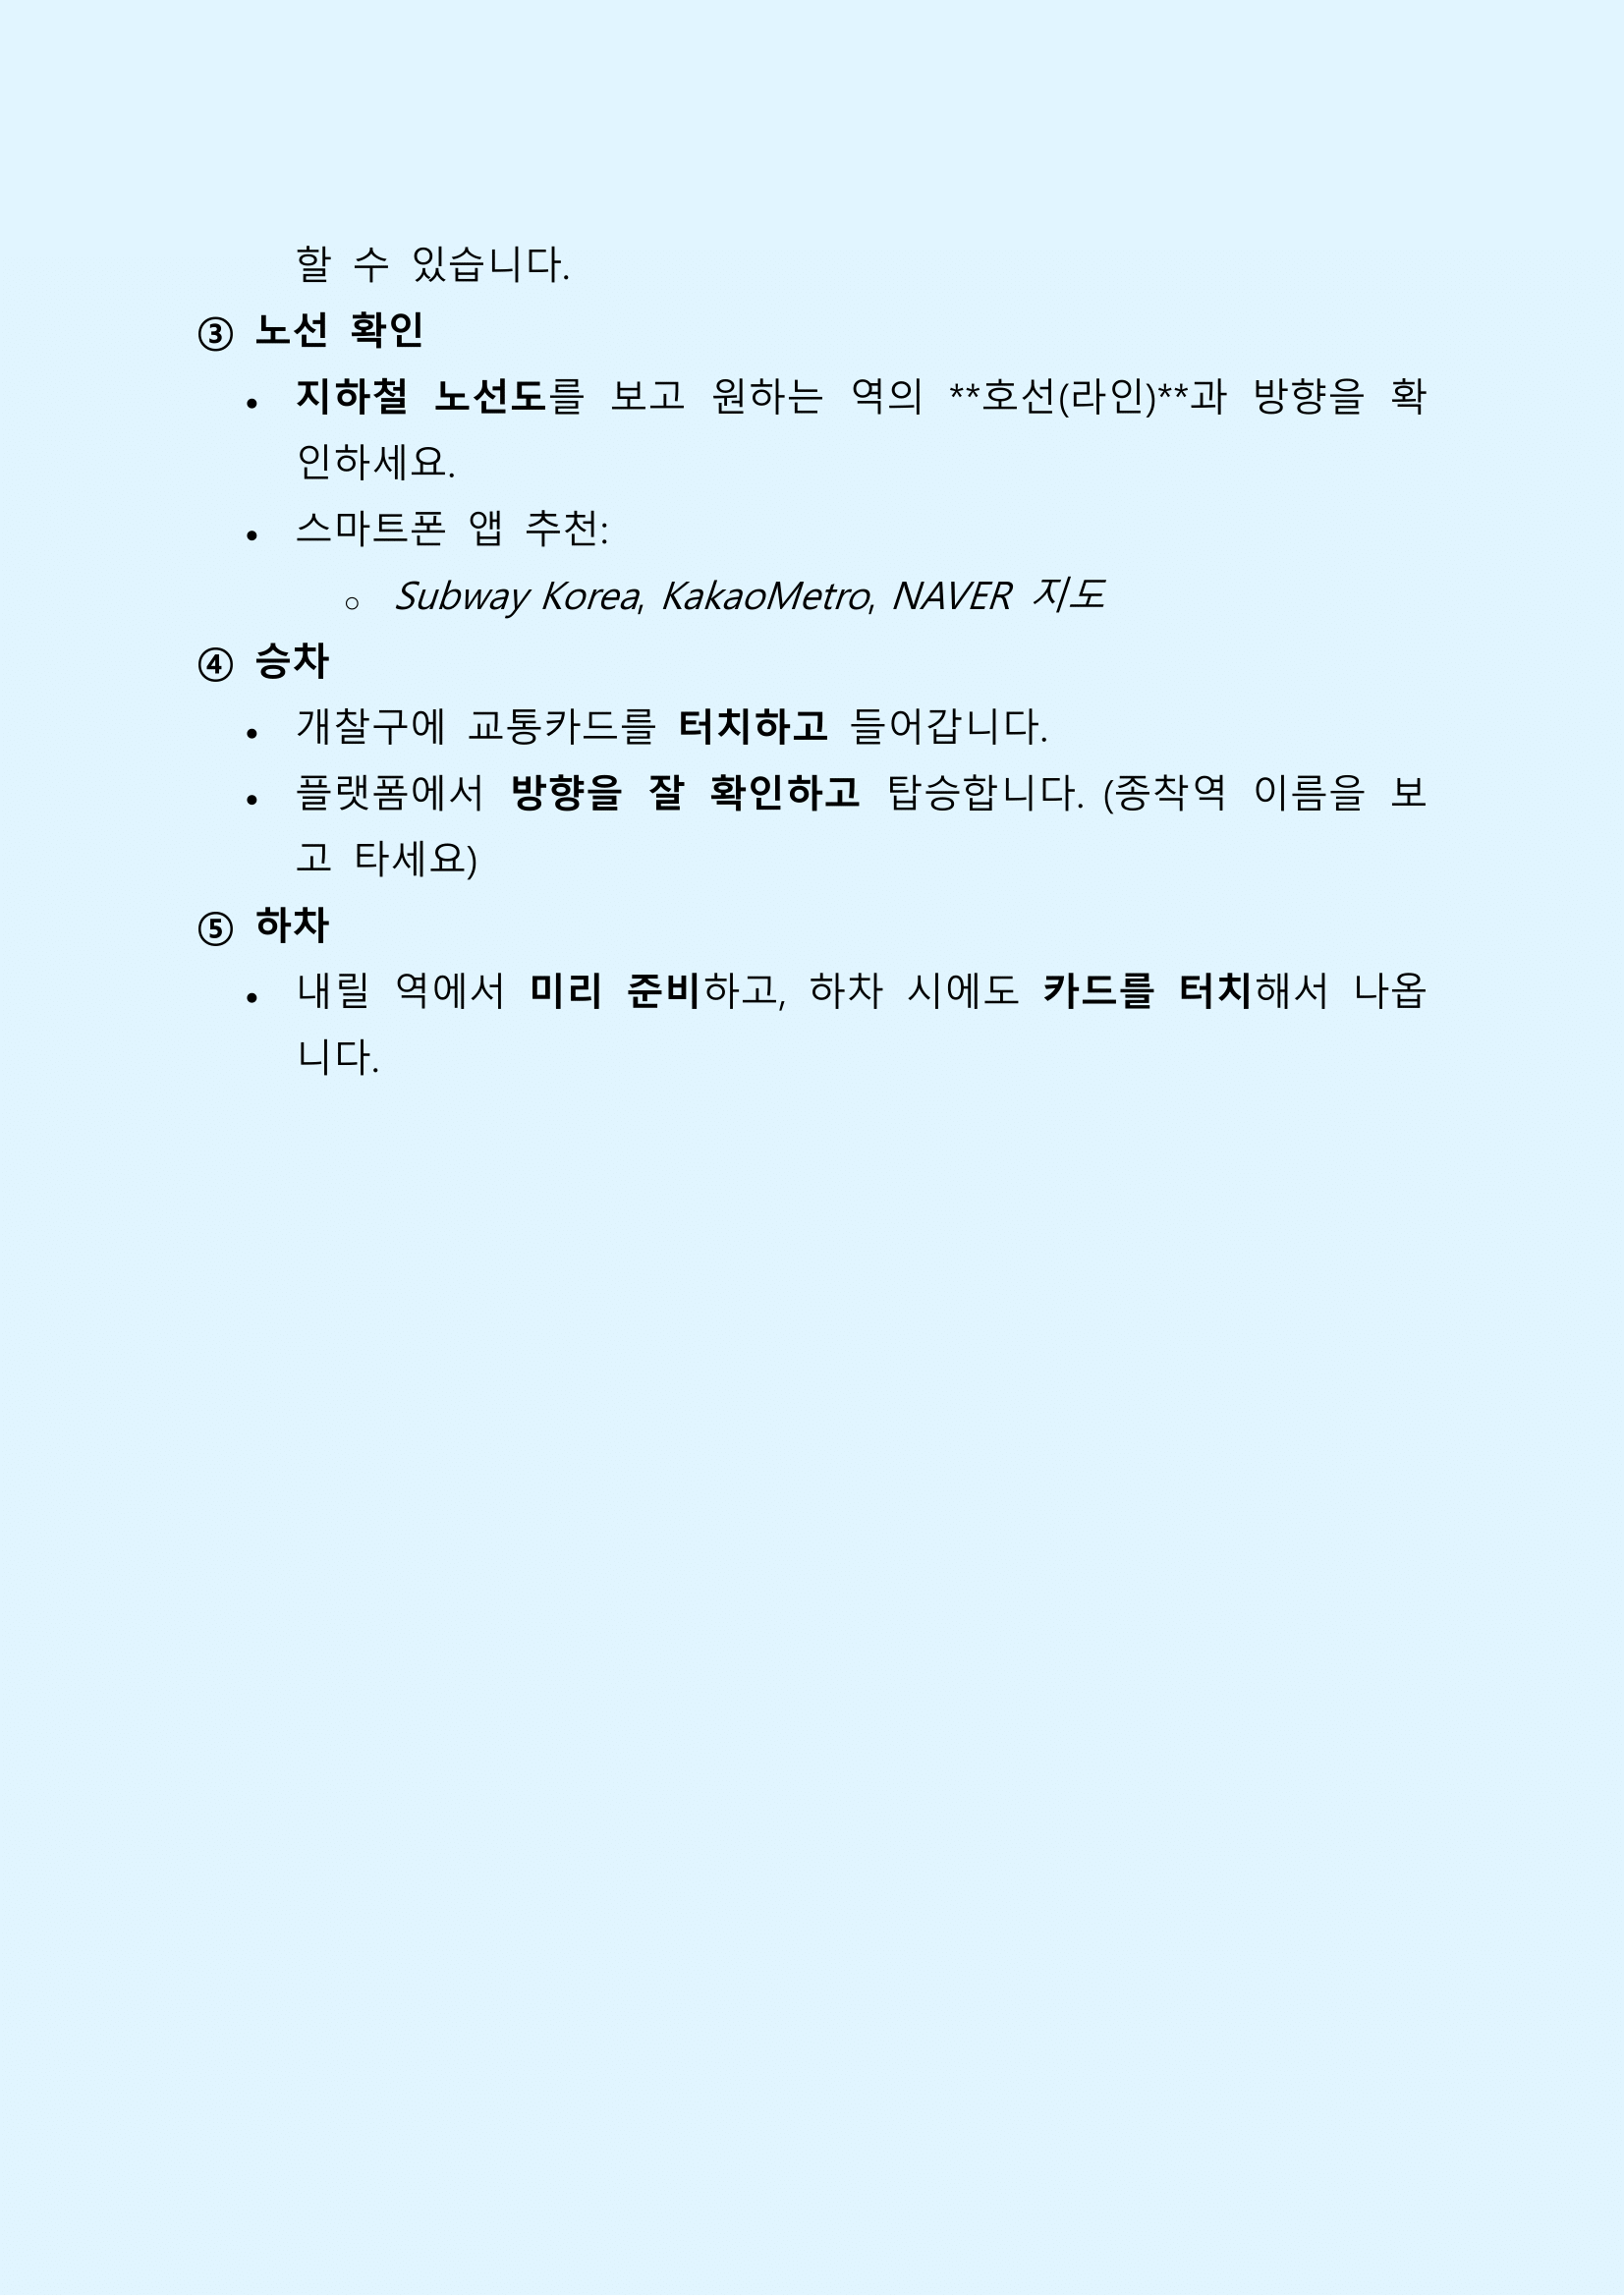 할 수 있습니다.
③ 노선 확인
• 지하철 노선도를 보고 원하는 역의 **호선(라인)**과 방향을 확
인하세요.
• 스마트폰 앱 추천:
○ Subway Korea, KakaoMetro, NAVER 지도
④ 승차
• 개찰구에 교통카드를 터치하고 들어갑니다.
• 플랫폼에서 방향을 잘 확인하고 탑승합니다. (종착역 이름을 보
고 타세요)
⑤ 하차
• 내릴 역에서 미리 준비하고, 하차 시에도 카드를 터치해서 나옵
니다.